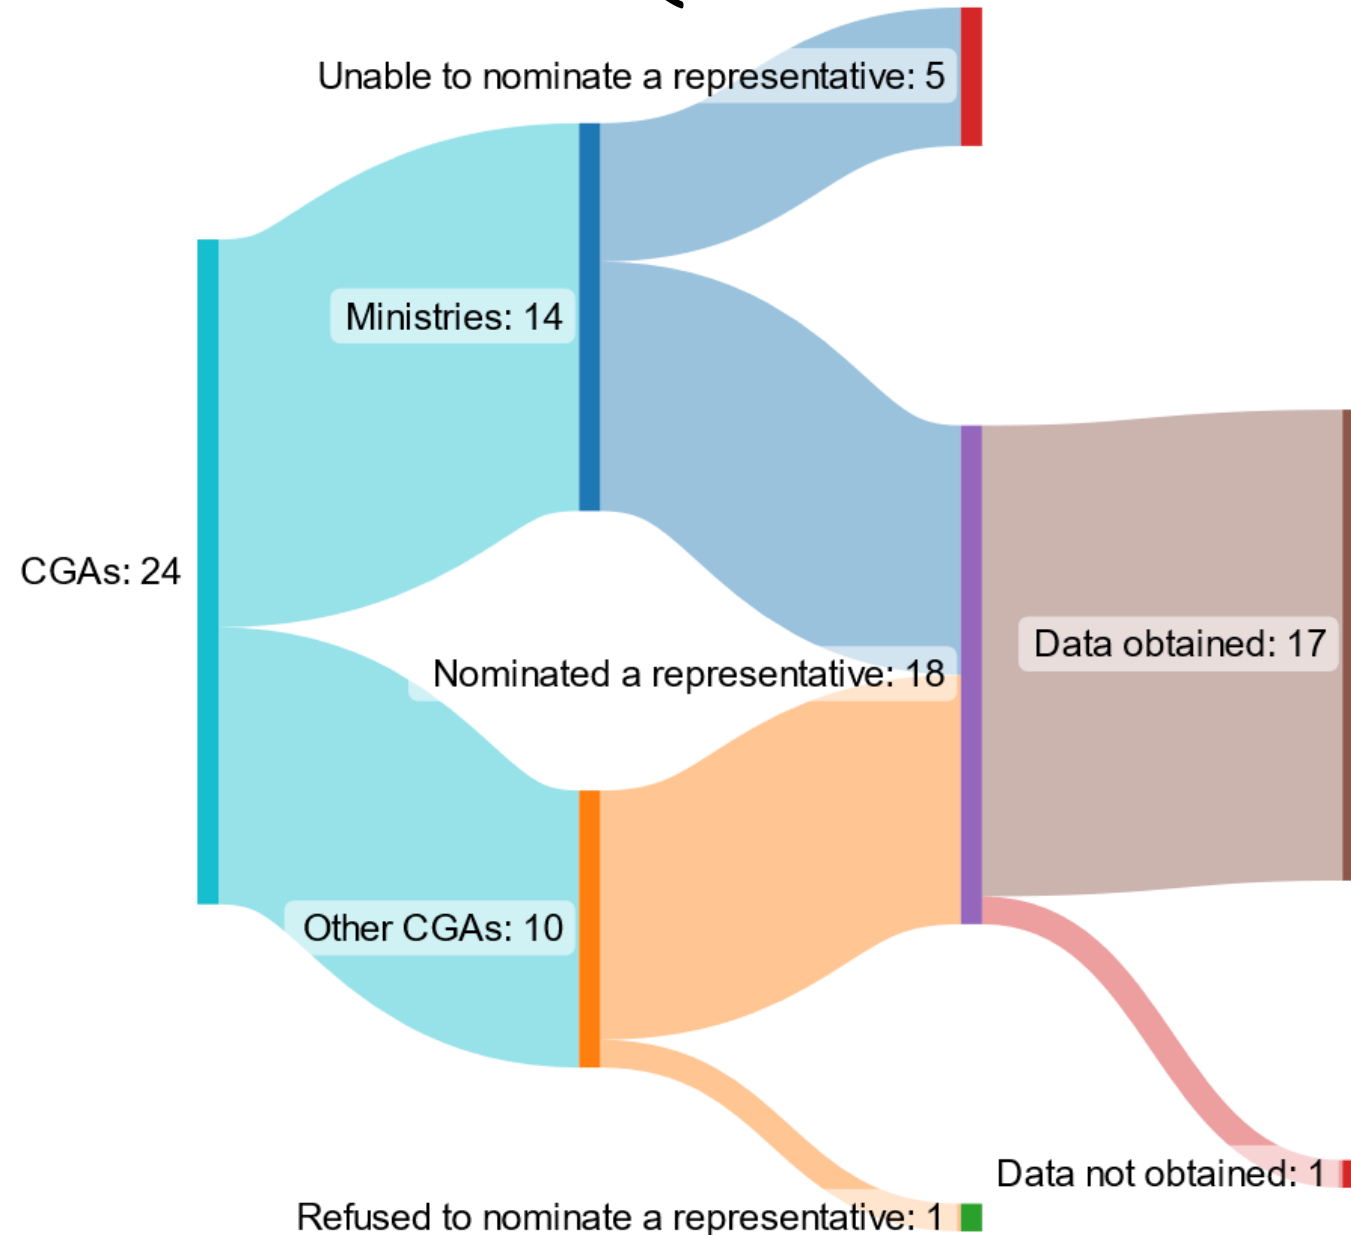 Unable to nominate a representative: 5
Ministries: 14
CGAs: 24
Data obtained: 17
Nominated a representative: 18
Other CGAs: 10
Data not obtained: 1
Refused to nominate a representative: 1